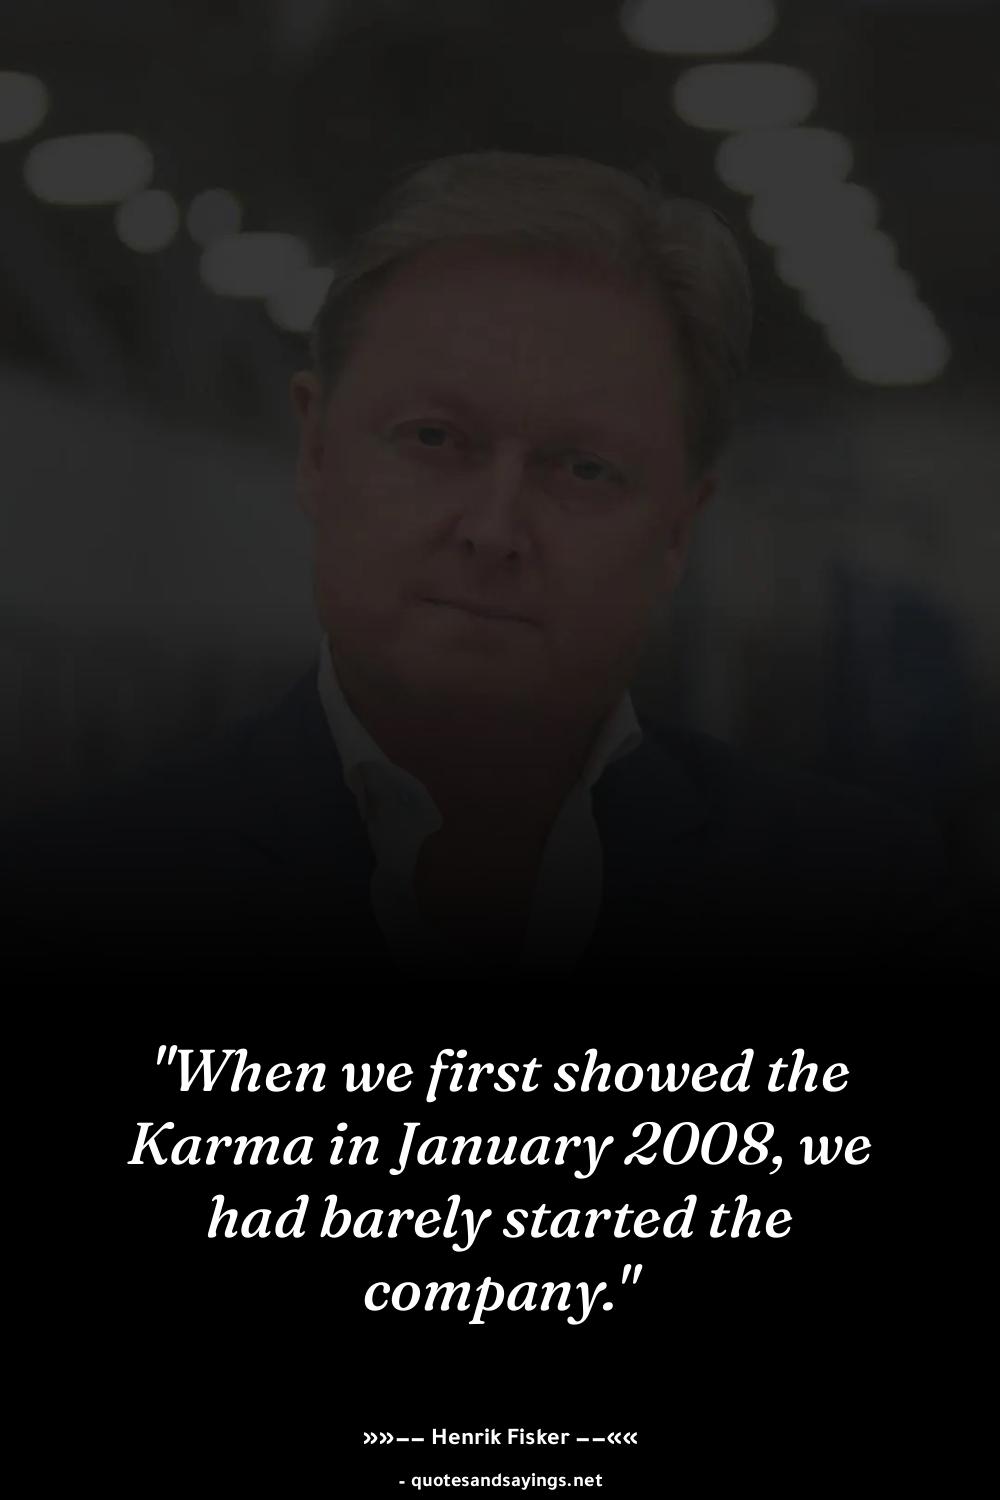 "When we first showed the
Karma in January 2008, we
had barely started the
company."
»»−− Henrik Fisker −−««
- quotesandsayings.net